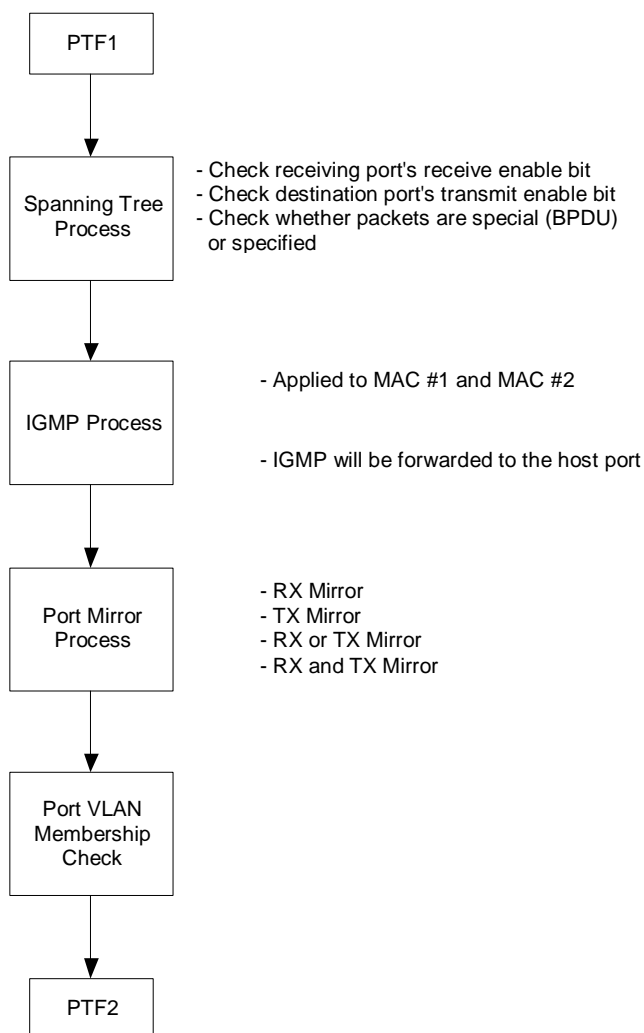 PTF1
Spanning Tree
Process
- Check receiving port's receive enable bit
- Check destination port's transmit enable bit
- Check whether packets are special (BPDU)
or specified
IGMP Process
- Applied to MAC #1 and MAC #2
- IGMP will be forwarded to the host port
Port Mirror
Process
- RX Mirror
- TX Mirror
- RX or TX Mirror
- RX and TX Mirror
Port VLAN
Membership
Check
PTF2